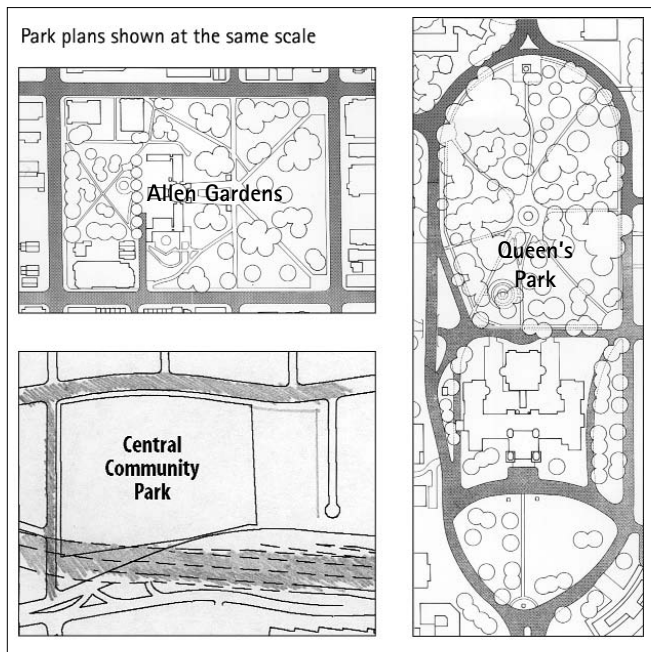 Park plans shown at the same scale
Allen Gardens
Queen's
Park
Central
Community
Park